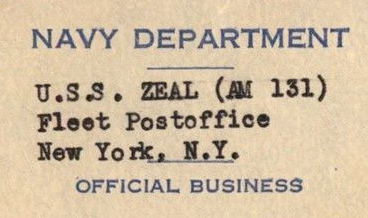 NAVY DEPARTMENT
U.S.S. ZEAL (AM 131)
Fleet Postoffice
New York, N.Y.
OFFICIAL BUSINESS